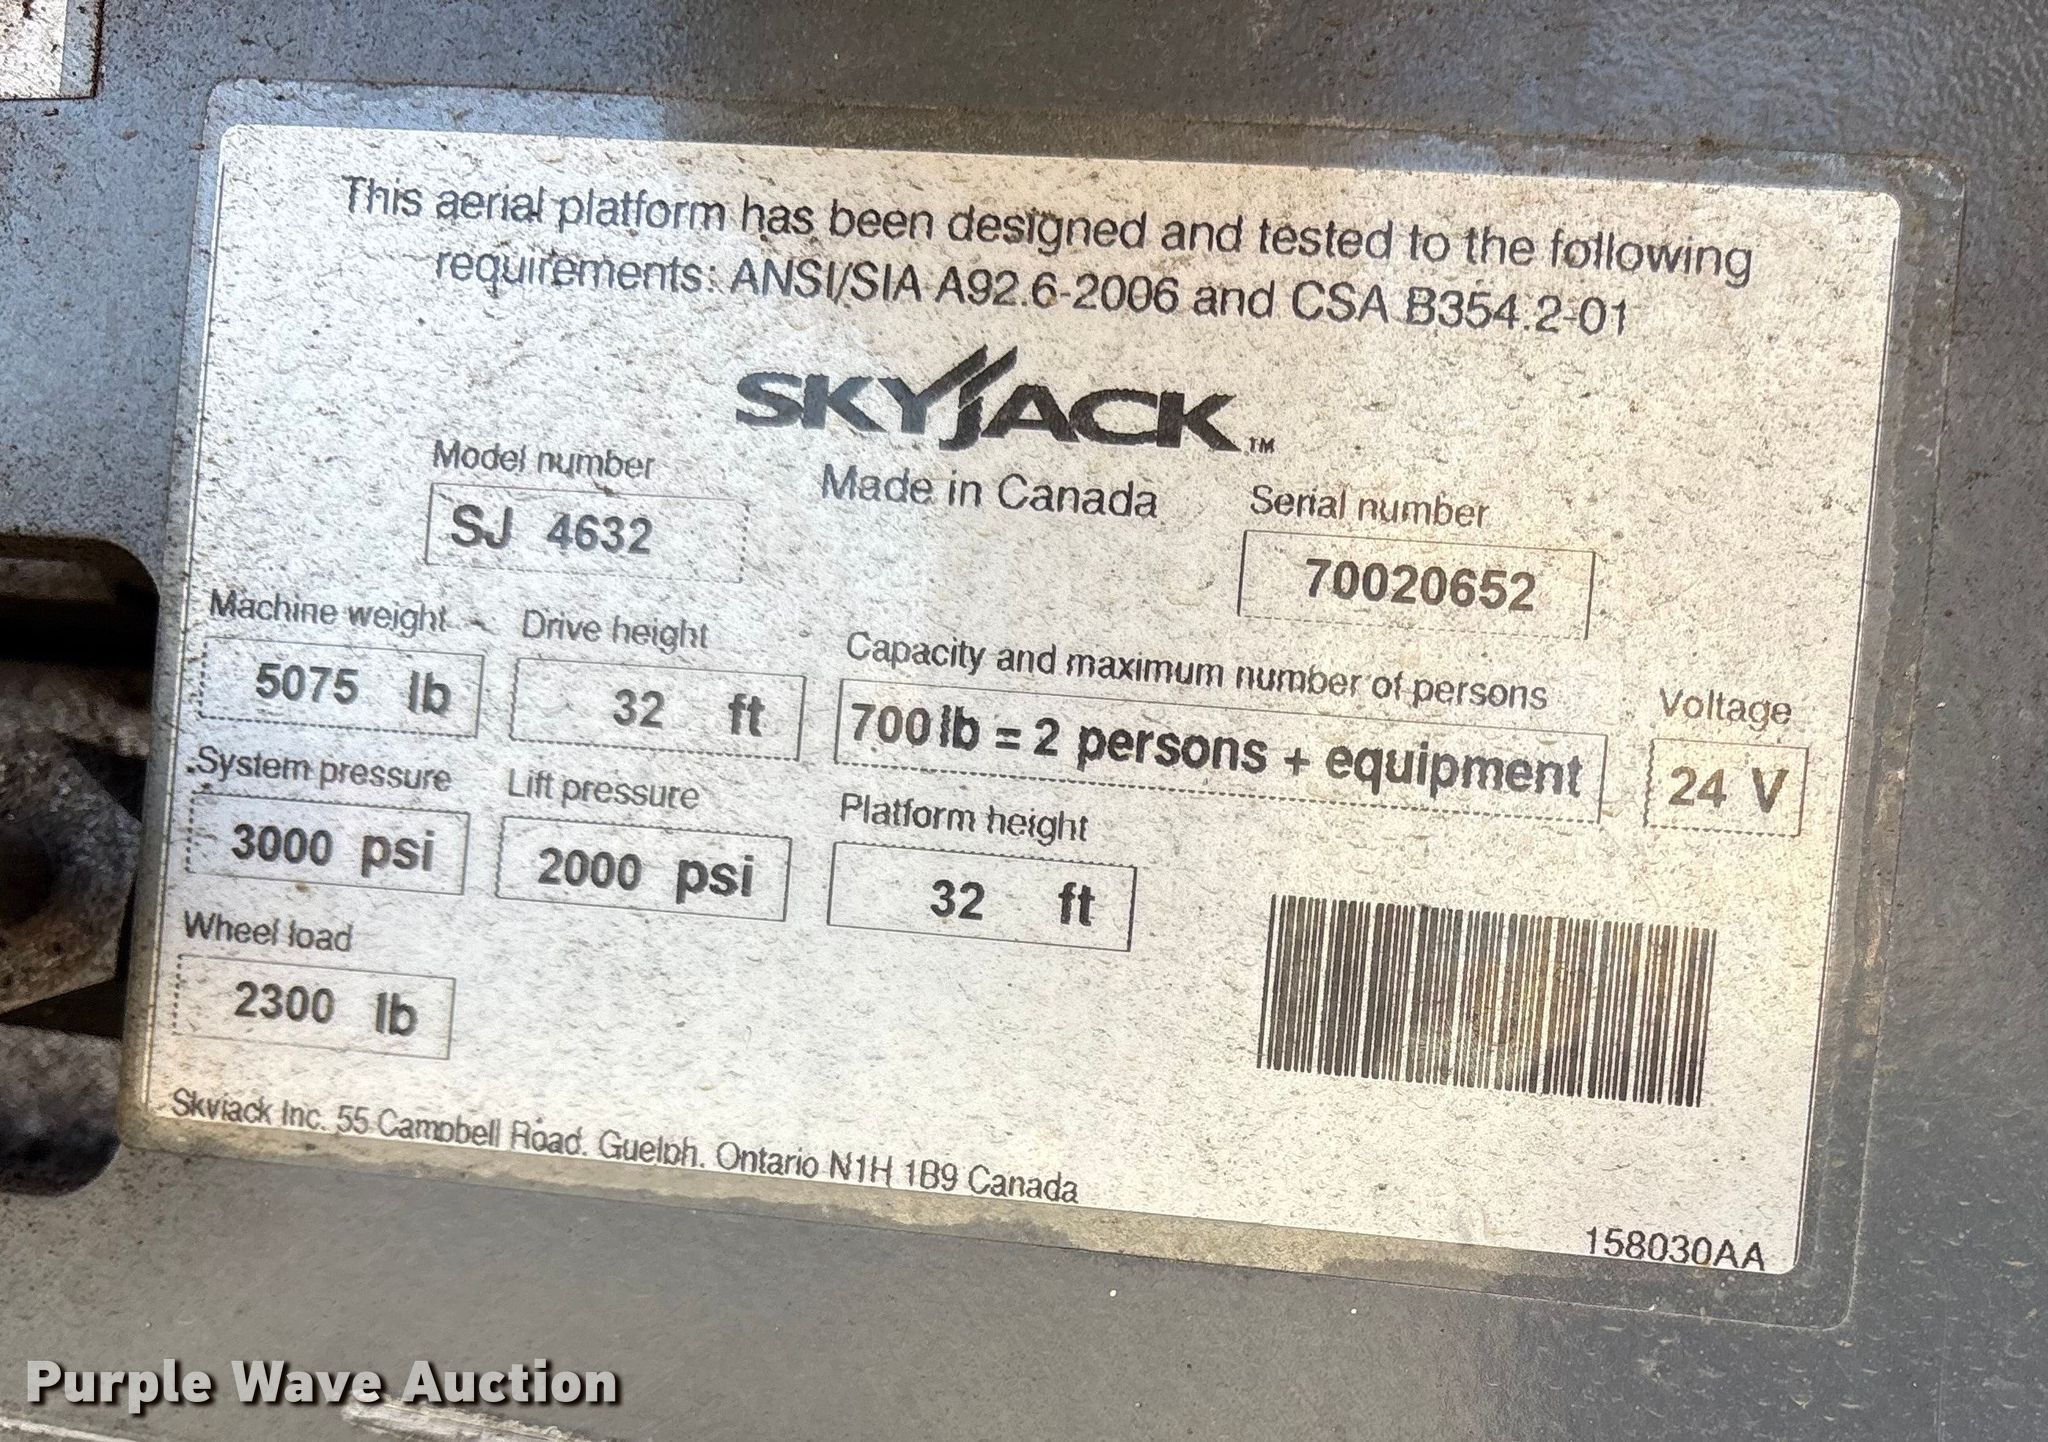 This aerial platform has been designed and tested to the following
requirements: ANSI/SIA A92.6-2006 and CSA B354.2-01
SKYJACK™
Made in Canada
Model number
SJ 4632
Serial number
70020652
Machine weight
5075 lb
Drive height
32 ft
Capacity and maximum number of persons
700 lb = 2 persons + equipment
Voltage
24 V
System pressure
3000 psi
Lift pressure
2000 psi
Platform height
32 ft
Wheel load
2300 lb
Skyjack Inc. 55 Campbell Road, Guelph, Ontario N1H 1B9 Canada
158030AA
Purple Wave Auction